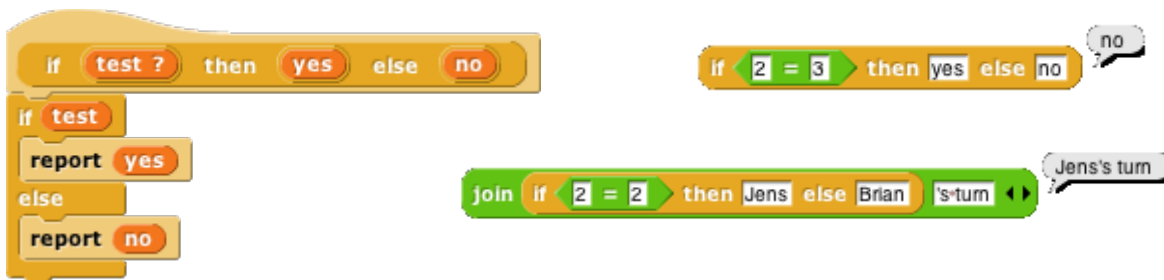 if test ? then yes else no
if test
report yes
else
report no
if 2 = 3 then yes else no
no
join if 2 = 2 then Jens else Brian 's turn
Jens's turn